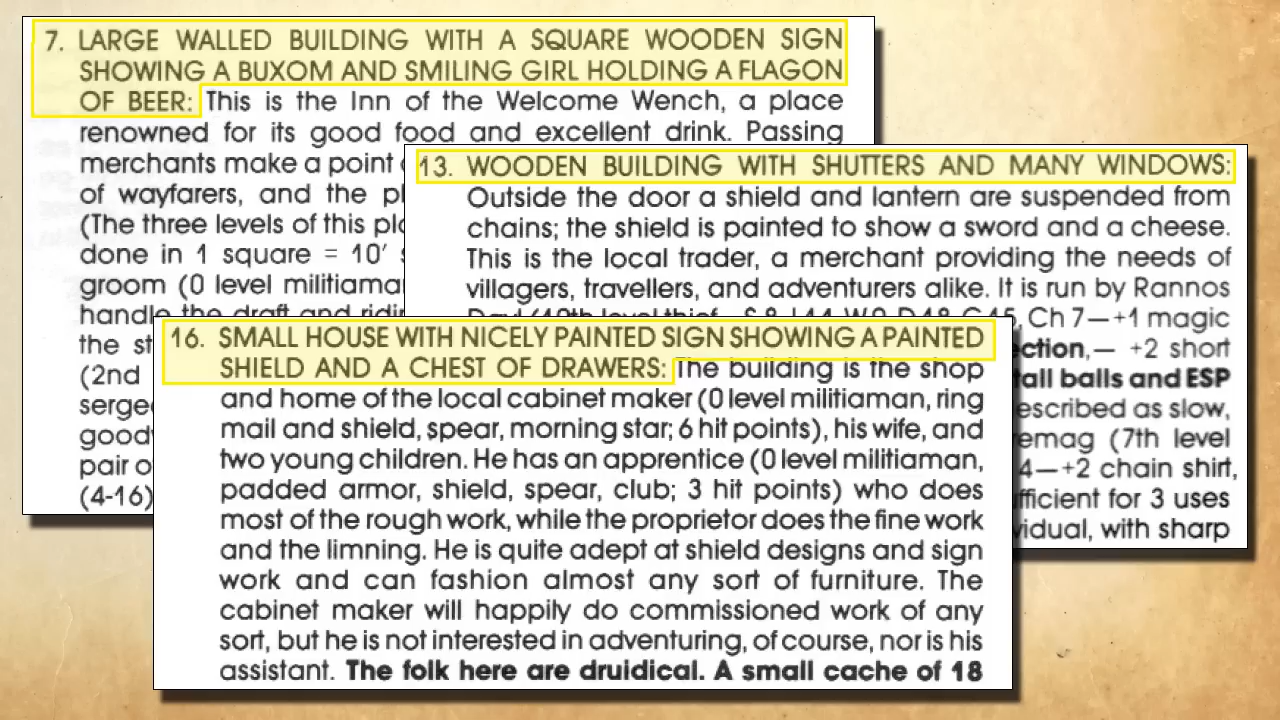 7. LARGE WALLED BUILDING WITH A SQUARE WOODEN SIGN
SHOWING A BUXOM AND SMILING GIRL HOLDING A FLAGON
OF BEER: This is the Inn of the Welcome Wench, a place
renowned for its good food and excellent drink. Passing
merchants make a point
of wayfarers, and the
(The three levels of this
done in 1 square = 10'
groom (0 level
handle the draft and
the
(2nd
pair
(4-16)
13. WOODEN BUILDING WITH SHUTTERS AND MANY WINDOWS:
Outside the door a shield and lantern are suspended from
chains; the shield is painted to show a sword and a cheese.
This is the local trader, a merchant providing the needs of
villagers, travellers, and adventurers alike. It is run by Rannos
Ch 7—+1 magic
— +2 short
balls and ESP
as slow,
(7th level
4—+2 chain shirt,
for 3 uses
with sharp
16. SMALL HOUSE WITH NICELY PAINTED SIGN SHOWING A PAINTED
SHIELD AND A CHEST OF DRAWERS: The building is the shop
and home of the local cabinet maker (0 level militiaman, ring
mail and shield, spear, morning star; 6 hit points), his wife, and
two young children. He has an apprentice (0 level militiaman,
padded armor, shield, spear, club; 3 hit points) who does
most of the rough work, while the proprietor does the fine work
and the limning. He is quite adept at shield designs and sign
work and can fashion almost any sort of furniture. The
cabinet maker will happily do commissioned work of any
sort, but he is not interested in adventuring, of course, nor is his
assistant. The folk here are druidical. A small cache of 18